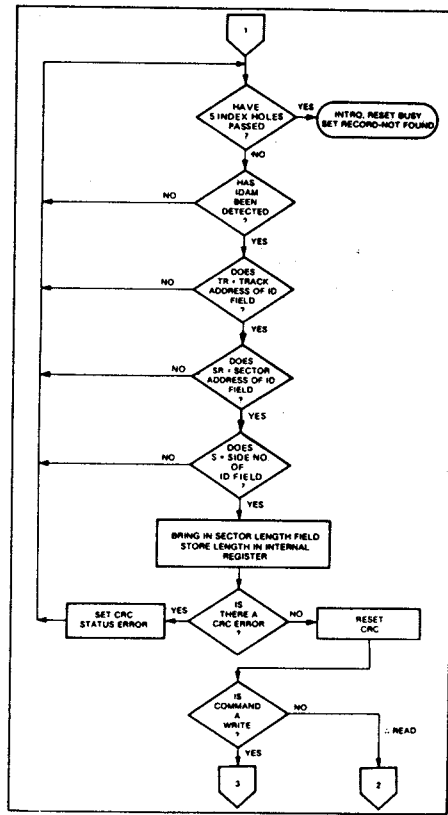 1
HAVE
5 INDEX HOLES
PASSED
?
YES
INTRQ, RESET BUSY
SET RECORD-NOT FOUND
NO
HAS
IDAM
BEEN
DETECTED
?
NO
YES
DOES
TR = TRACK
ADDRESS OF ID
FIELD
?
NO
YES
DOES
SR = SECTOR
ADDRESS OF ID
FIELD
?
NO
YES
DOES
S = SIDE NO.
OF
ID FIELD
?
NO
YES
BRING IN SECTOR LENGTH FIELD
STORE LENGTH IN INTERNAL
REGISTER
IS
THERE A
CRC ERROR
?
YES
SET CRC
STATUS ERROR
NO
RESET
CRC
IS
COMMAND
A
WRITE
?
NO
∴ READ
YES
3
2